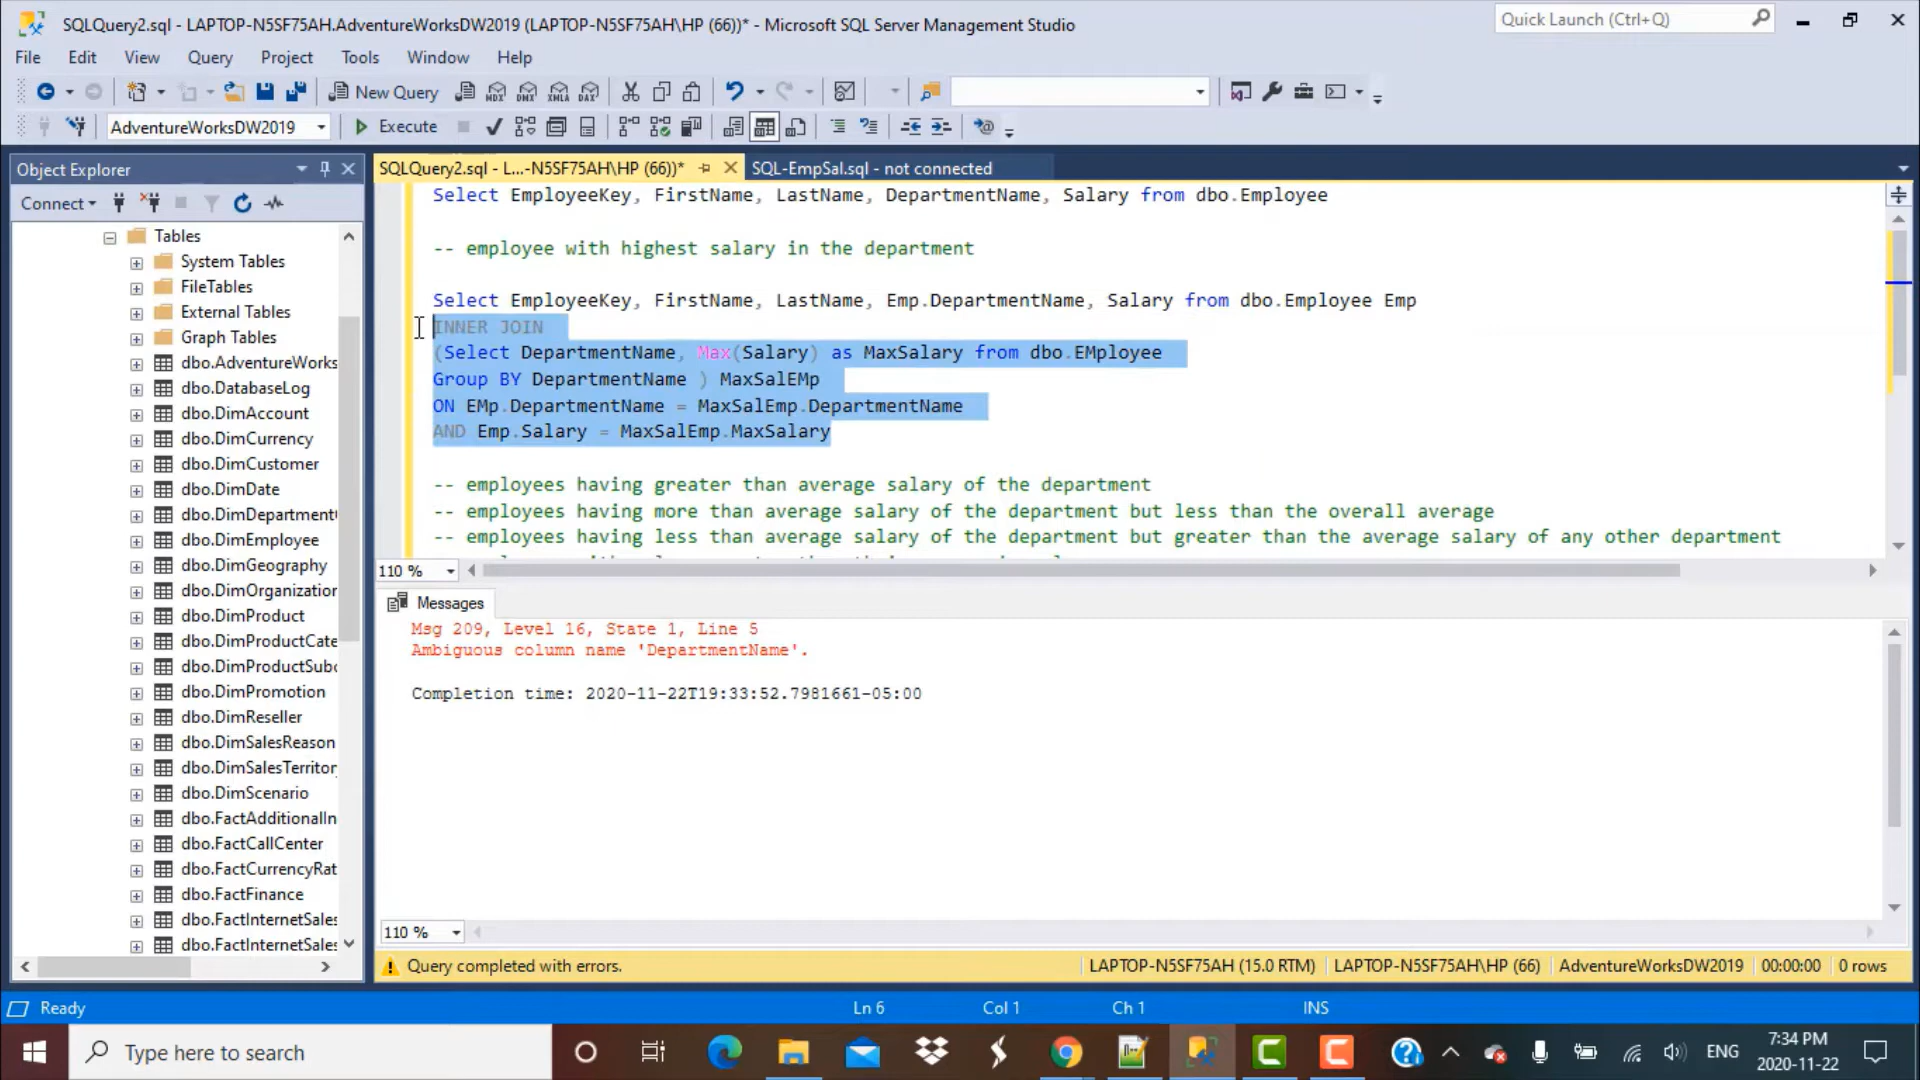 SQLQuery2.sql - LAPTOP-N5SF75AH.AdventureWorksDW2019 (LAPTOP-N5SF75AH\HP (66))* - Microsoft SQL Server Management Studio
Quick Launch (Ctrl+Q)
File Edit View Query Project Tools Window Help
New Query
AdventureWorksDW2019
Execute
Object Explorer
SQLQuery2.sql - L...-N5SF75AH\HP (66))*
SQL-EmpSal.sql - not connected
Connect
Tables
System Tables
FileTables
External Tables
Graph Tables
dbo.AdventureWorks
dbo.DatabaseLog
dbo.DimAccount
dbo.DimCurrency
dbo.DimCustomer
dbo.DimDate
dbo.DimDepartment
dbo.DimEmployee
dbo.DimGeography
dbo.DimOrganization
dbo.DimProduct
dbo.DimProductCate
dbo.DimProductSub
dbo.DimPromotion
dbo.DimReseller
dbo.DimSalesReason
dbo.DimSalesTerritor
dbo.DimScenario
dbo.FactAdditionalIn
dbo.FactCallCenter
dbo.FactCurrencyRat
dbo.FactFinance
dbo.FactInternetSales
dbo.FactInternetSales
Select EmployeeKey, FirstName, LastName, DepartmentName, Salary from dbo.Employee
-- employee with highest salary in the department
Select EmployeeKey, FirstName, LastName, Emp.DepartmentName, Salary from dbo.Employee Emp
INNER JOIN
(Select DepartmentName, Max(Salary) as MaxSalary from dbo.EMployee
Group BY DepartmentName ) MaxSalEMp
ON EMp.DepartmentName = MaxSalEmp.DepartmentName
AND Emp.Salary = MaxSalEmp.MaxSalary
-- employees having greater than average salary of the department
-- employees having more than average salary of the department but less than the overall average
-- employees having less than average salary of the department but greater than the average salary of any other department
110 %
Messages
Msg 209, Level 16, State 1, Line 5
Ambiguous column name 'DepartmentName'.
Completion time: 2020-11-22T19:33:52.7981661-05:00
110 %
Query completed with errors.
LAPTOP-N5SF75AH (15.0 RTM) LAPTOP-N5SF75AH\HP (66) AdventureWorksDW2019 00:00:00 0 rows
Ready
Ln 6 Col 1 Ch 1 INS
Type here to search
ENG
7:34 PM
2020-11-22